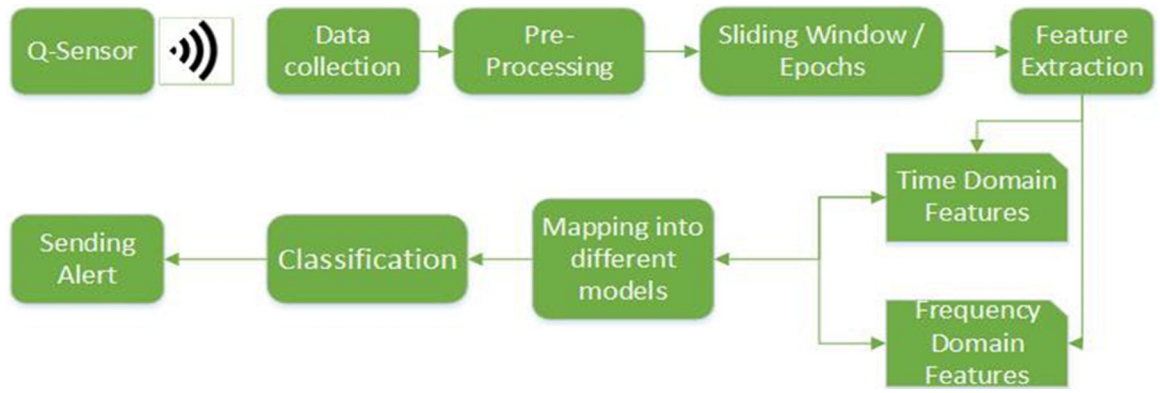 Q-Sensor
Data
collection
Pre-
Processing
Sliding Window /
Epochs
Feature
Extraction
Time Domain
Features
Frequency
Domain
Features
Mapping into
different
models
Classification
Sending
Alert